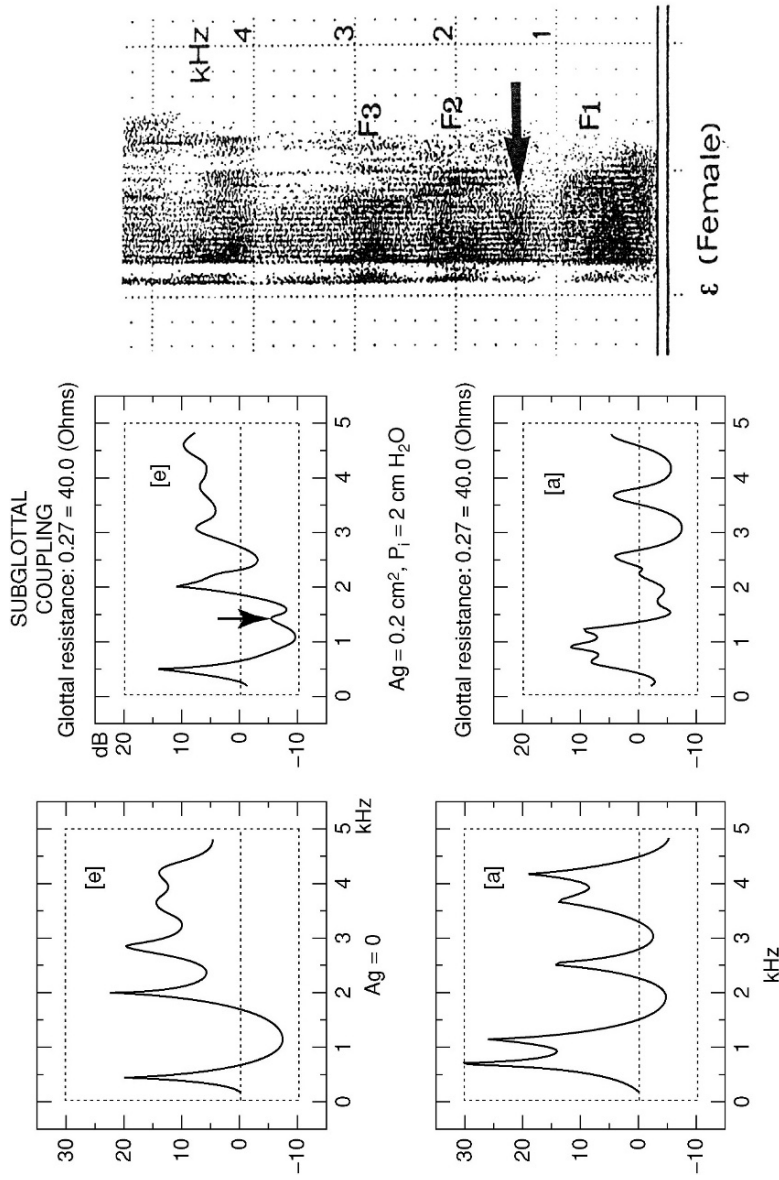 SUBGLOTTAL
COUPLING
Glottal resistance: 0.27 = 40.0 (Ohms)
30
20
10
0
−10
[e]
0 1 2 3 4 5
kHz
Ag = 0
dB
20
10
0
−10
[e]
0 1 2 3 4 5
Ag = 0.2 cm², Pᵢ = 2 cm H₂O
30
20
10
0
−10
[a]
0 1 2 3 4 5
kHz
Glottal resistance: 0.27 = 40.0 (Ohms)
20
10
0
−10
[a]
0 1 2 3 4 5
kHz
4
3
2
1
F3
F2
F1
ε (Female)